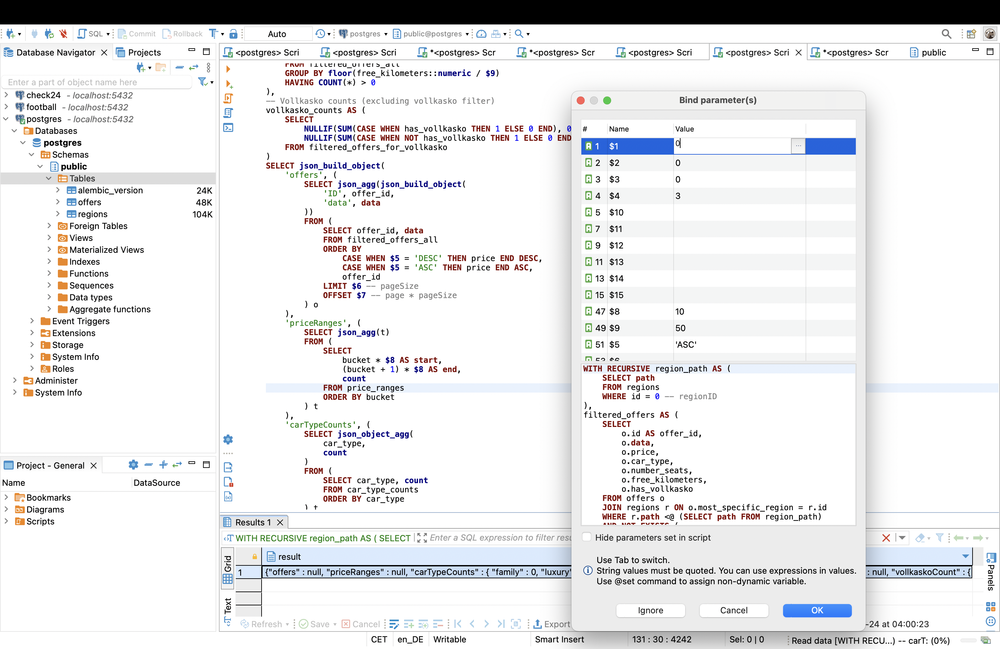 SQL
Commit
Rollback
Auto
postgres
public@postgres
Database Navigator
Projects
Enter a part of object name here
check24 - localhost:5432
football - localhost:5432
postgres - localhost:5432
Databases
postgres
Schemas
public
Tables
alembic_version 24K
offers 48K
regions 104K
Foreign Tables
Views
Materialized Views
Indexes
Functions
Sequences
Data types
Aggregate functions
Event Triggers
Extensions
Storage
System Info
Roles
Administer
System Info
Project - General
Name DataSource
Bookmarks
Diagrams
Scripts
<postgres> Scri
<postgres> Scri
*<postgres> Scr
*<postgres> Scr
<postgres> Scri
<postgres> Scri
*<postgres> Scr
public
FROM filtered_offers_all
GROUP BY floor(free_kilometers::numeric / $9)
HAVING COUNT(*) > 0
),
-- Vollkasko counts (excluding vollkasko filter)
vollkasko_counts AS (
SELECT
NULLIF(SUM(CASE WHEN has_vollkasko THEN 1 ELSE 0 END), 0
NULLIF(SUM(CASE WHEN NOT has_vollkasko THEN 1 ELSE 0 END
FROM filtered_offers_for_vollkasko
)
SELECT json_build_object(
'offers', (
SELECT json_agg(json_build_object(
'ID', offer_id,
'data', data
))
FROM (
SELECT offer_id, data
FROM filtered_offers_all
ORDER BY
CASE WHEN $5 = 'DESC' THEN price END DESC,
CASE WHEN $5 = 'ASC' THEN price END ASC,
offer_id
LIMIT $6 -- pageSize
OFFSET $7 -- page * pageSize
) o
),
'priceRanges', (
SELECT json_agg(t)
FROM (
SELECT
bucket * $8 AS start,
(bucket + 1) * $8 AS end,
count
FROM price_ranges
ORDER BY bucket
) t
),
'carTypeCounts', (
SELECT json_object_agg(
car_type,
count
)
FROM (
SELECT car_type, count
FROM car_type_counts
ORDER BY car_type
) t
Bind parameter(s)
# Name Value
1 $1 0 ...
2 $2 0
3 $3 0
4 $4 3
5 $10
7 $11
9 $12
11 $13
13 $14
15 $15
47 $8 10
49 $9 50
51 $5 'ASC'
53 $6
WITH RECURSIVE region_path AS (
SELECT path
FROM regions
WHERE id = 0 -- regionID
),
filtered_offers AS (
SELECT
o.id AS offer_id,
o.data,
o.price,
o.car_type,
o.number_seats,
o.free_kilometers,
o.has_vollkasko
FROM offers o
JOIN regions r ON o.most_specific_region = r.id
WHERE r.path <@ (SELECT path FROM region_path)
AND NOT EXISTS (
Hide parameters set in script
Use Tab to switch.
String values must be quoted. You can use expressions in values.
Use @set command to assign non-dynamic variable.
Ignore
Cancel
OK
Results 1
WITH RECURSIVE region_path AS ( SELECT
Enter a SQL expression to filter resu
Grid
Text
Panels
result
1 {"offers" : null, "priceRanges" : null, "carTypeCounts" : { "family" : 0, "luxury" : null, "vollkaskoCount" : {
Refresh
Save
Cancel
Export
-24 at 04:00:23
CET
en_DE
Writable
Smart Insert
131 : 30 : 4242
Sel: 0 | 0
Read data [WITH RECU...) -- carT: (0%)